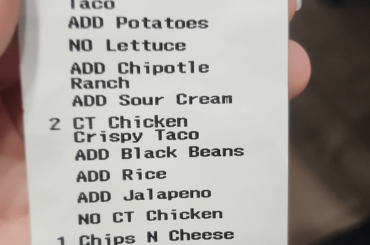 Taco
ADD Potatoes
NO Lettuce
ADD Chipotle
Ranch
ADD Sour Cream
2 CT Chicken
Crispy Taco
ADD Black Beans
ADD Rice
ADD Jalapeno
NO CT Chicken
1 Chips N Cheese